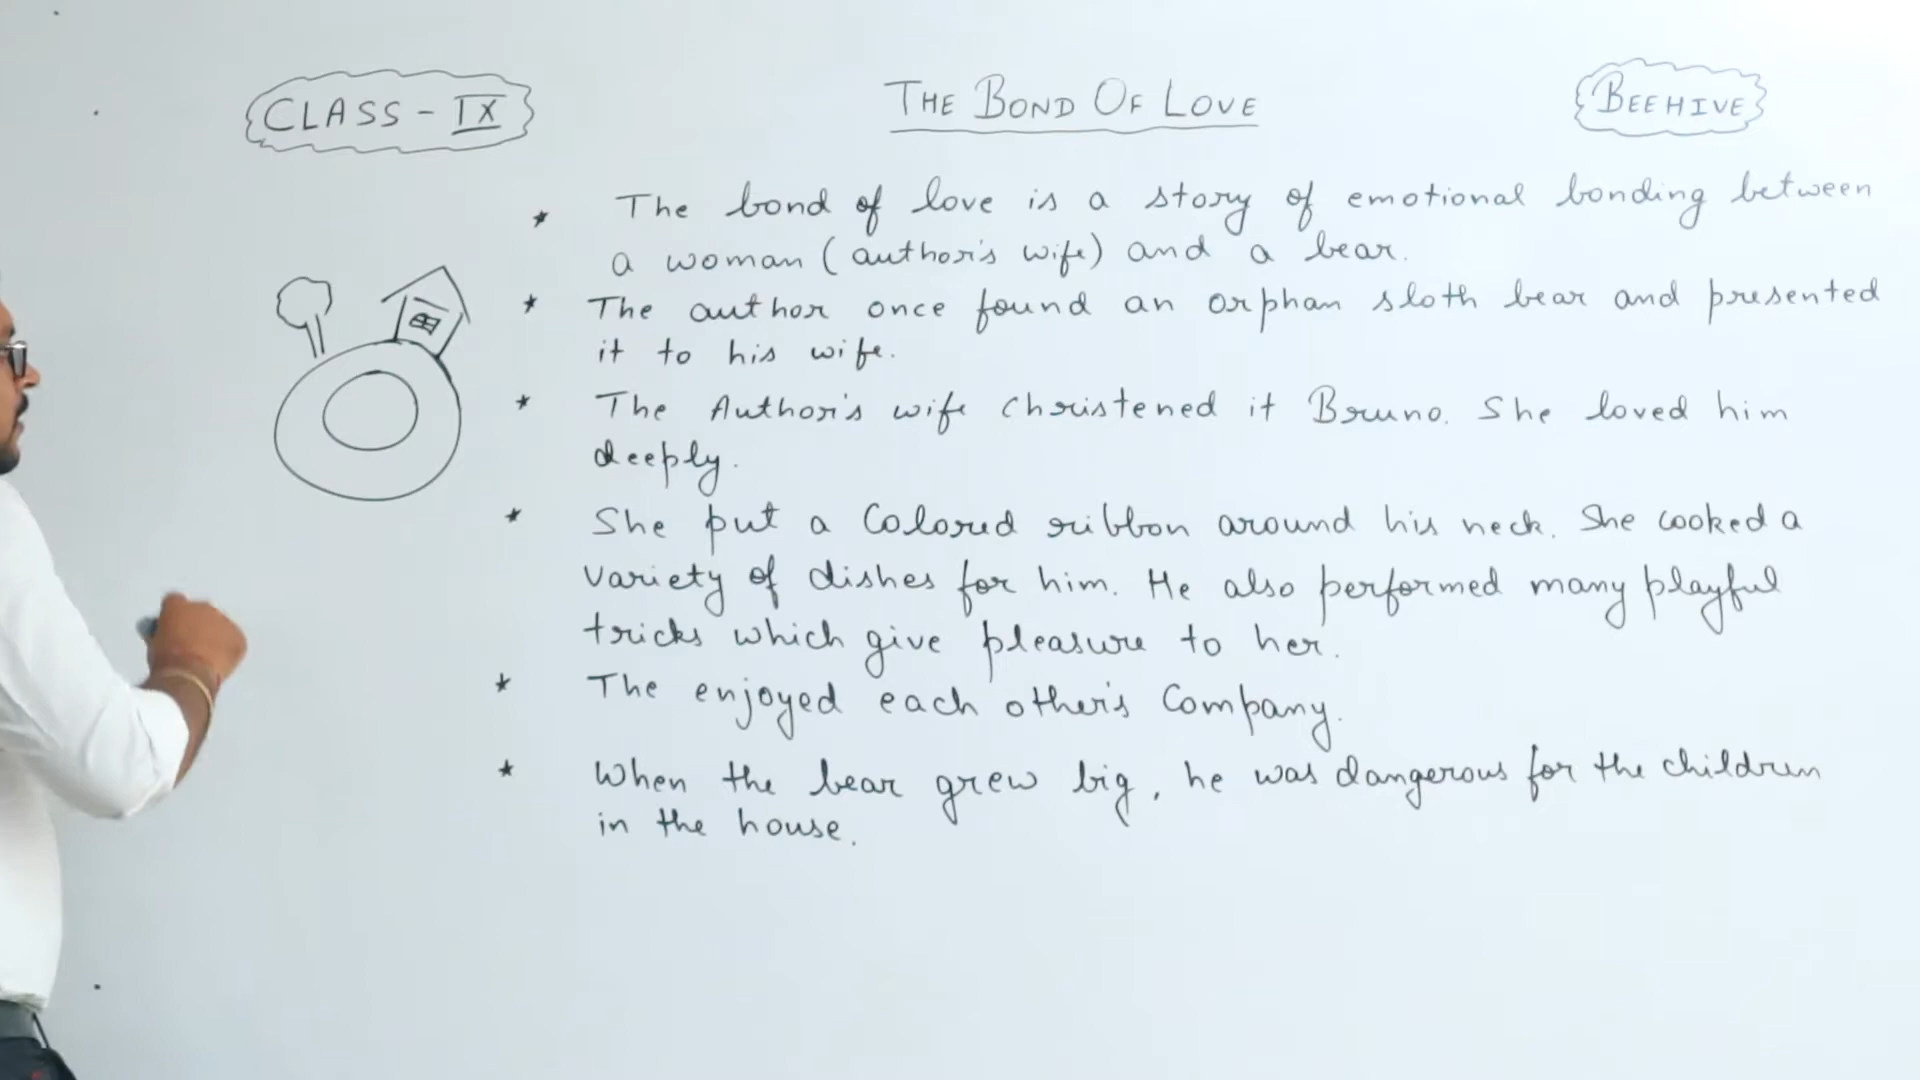 CLASS - IX
THE BOND OF LOVE
BEEHIVE
* The bond of love is a story of emotional bonding between
a woman (author's wife) and a bear.
* The author once found an orphan sloth bear and presented
it to his wife.
* The Author's wife christened it Bruno. She loved him
deeply.
* She put a Colored ribbon around his neck. She cooked a
variety of dishes for him. He also performed many playful
tricks which give pleasure to her.
* The enjoyed each other's Company.
* When the bear grew big, he was dangerous for the children
in the house.